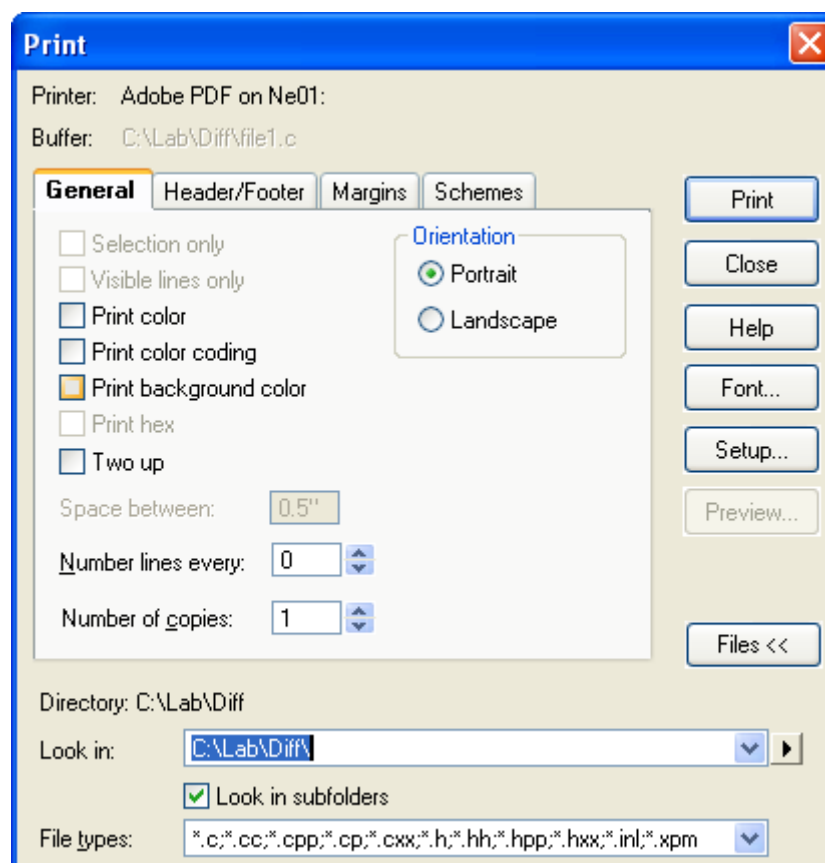 Print
Printer: Adobe PDF on Ne01:
Buffer: C:\Lab\Diff\file1.c
General Header/Footer Margins Schemes
Selection only
Visible lines only
Print color
Print color coding
Print background color
Print hex
Two up
Space between: 0.5"
Number lines every: 0
Number of copies: 1
Orientation
Portrait
Landscape
Print
Close
Help
Font...
Setup...
Preview...
Files <<
Directory: C:\Lab\Diff
Look in: C:\Lab\Diff\
Look in subfolders
File types: *.c;*.cc;*.cpp;*.cp;*.cxx;*.h;*.hh;*.hpp;*.hxx;*.inl;*.xpm